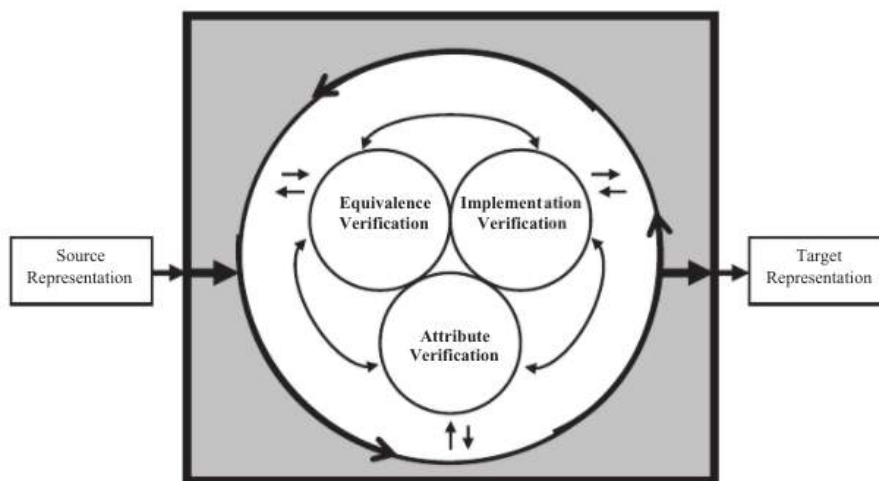 Equivalence
Verification
Implementation
Verification
Source
Representation
Target
Representation
Attribute
Verification